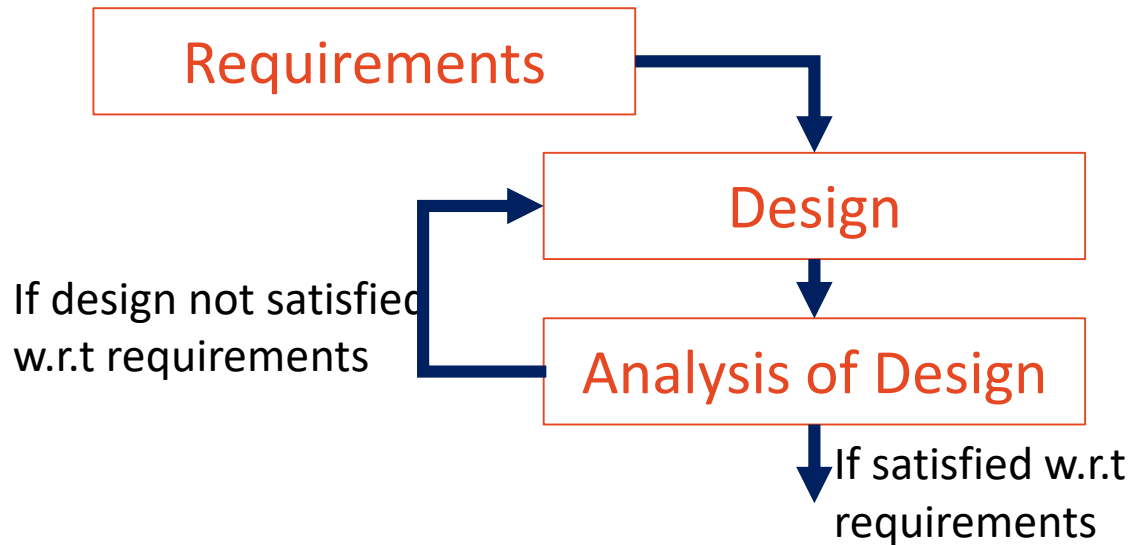 Requirements
Design
If design not satisfied
w.r.t requirements
Analysis of Design
If satisfied w.r.t
requirements